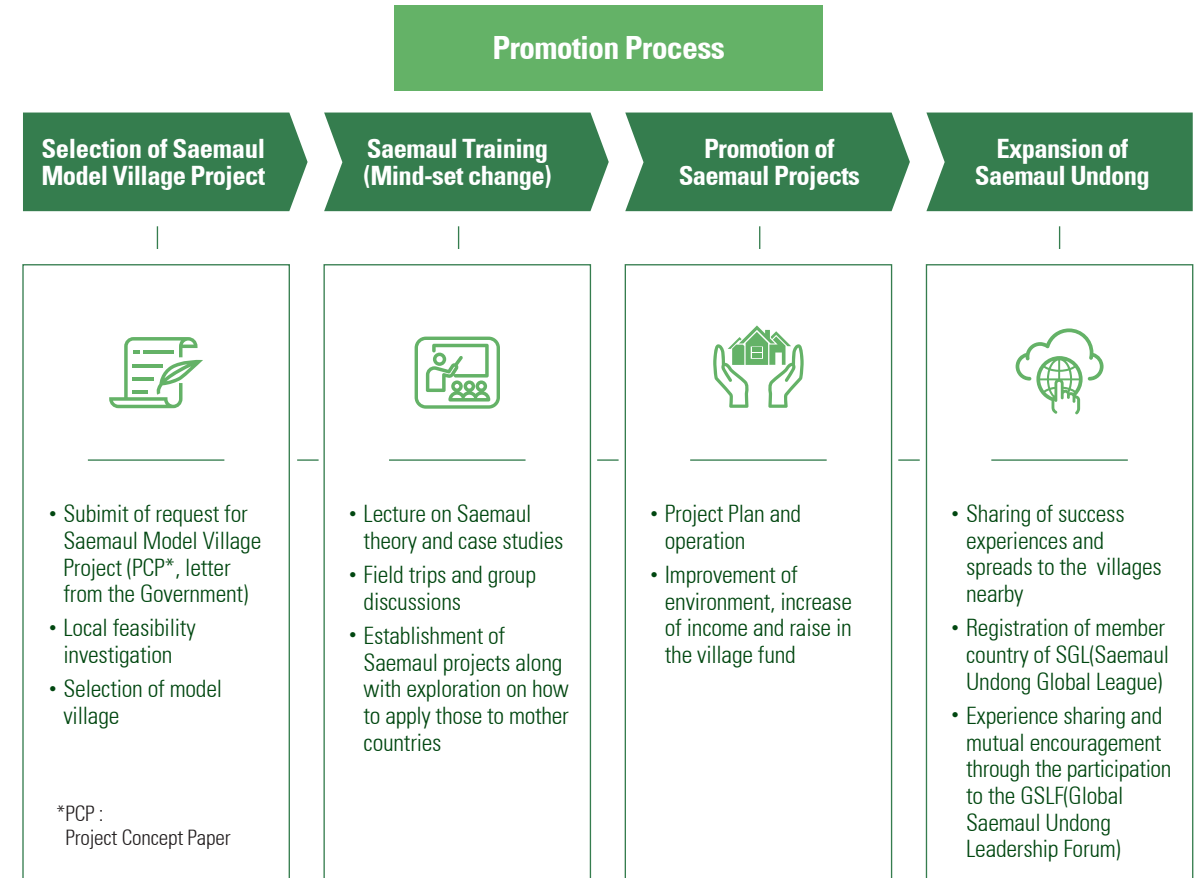 Promotion Process
Selection of Saemaul
Model Village Project
Saemaul Training
(Mind-set change)
Promotion of
Saemaul Projects
Expansion of
Saemaul Undong
• Subimit of request for
Saemaul Model Village
Project (PCP*, letter
from the Government)
• Local feasibility
investigation
• Selection of model
village
*PCP :
Project Concept Paper
• Lecture on Saemaul
theory and case studies
• Field trips and group
discussions
• Establishment of
Saemaul projects along
with exploration on how
to apply those to mother
countries
• Project Plan and
operation
• Improvement of
environment, increase
of income and raise in
the village fund
• Sharing of success
experiences and
spreads to the villages
nearby
• Registration of member
country of SGL(Saemaul
Undong Global League)
• Experience sharing and
mutual encouragement
through the participation
to the GSLF(Global
Saemaul Undong
Leadership Forum)